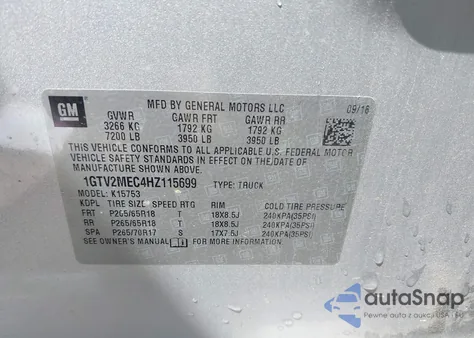 GM
MFD BY GENERAL MOTORS LLC 09/16
GVWR GAWR FRT GAWR RR
3266 KG 1792 KG 1792 KG
7200 LB 3950 LB 3950 LB
THIS VEHICLE CONFORMS TO ALL APPLICABLE
U.S. FEDERAL MOTOR VEHICLE SAFETY STANDARDS
IN EFFECT ON THE DATE OF
MANUFACTURE SHOWN ABOVE.
1GTV2MEC4HZ115699 TYPE: TRUCK
MODEL: K15753
KDPL TIRE SIZE SPEED RTG RIM COLD TIRE PRESSURE
FRT P265/65R18 T 18X8.5J 240KPA(35PSI)
RR P265/65R18 T 18X8.5J 240KPA(35PSI)
SPA P265/70R17 S 17X7.5J 240KPA(35PSI)
SEE OWNER'S MANUAL FOR ADDITIONAL INFORMATION
autoSnap
Pewne auto z USA i